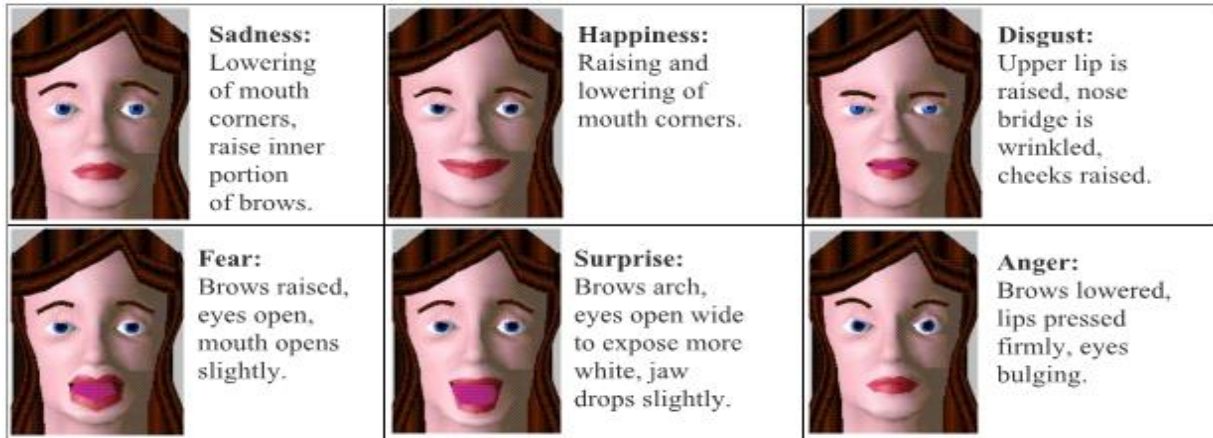 Sadness:
Lowering
of mouth
corners,
raise inner
portion
of brows.
Happiness:
Raising and
lowering of
mouth corners.
Disgust:
Upper lip is
raised, nose
bridge is
wrinkled,
cheeks raised.
Fear:
Brows raised,
eyes open,
mouth opens
slightly.
Surprise:
Brows arch,
eyes open wide
to expose more
white, jaw
drops slightly.
Anger:
Brows lowered,
lips pressed
firmly, eyes
bulging.